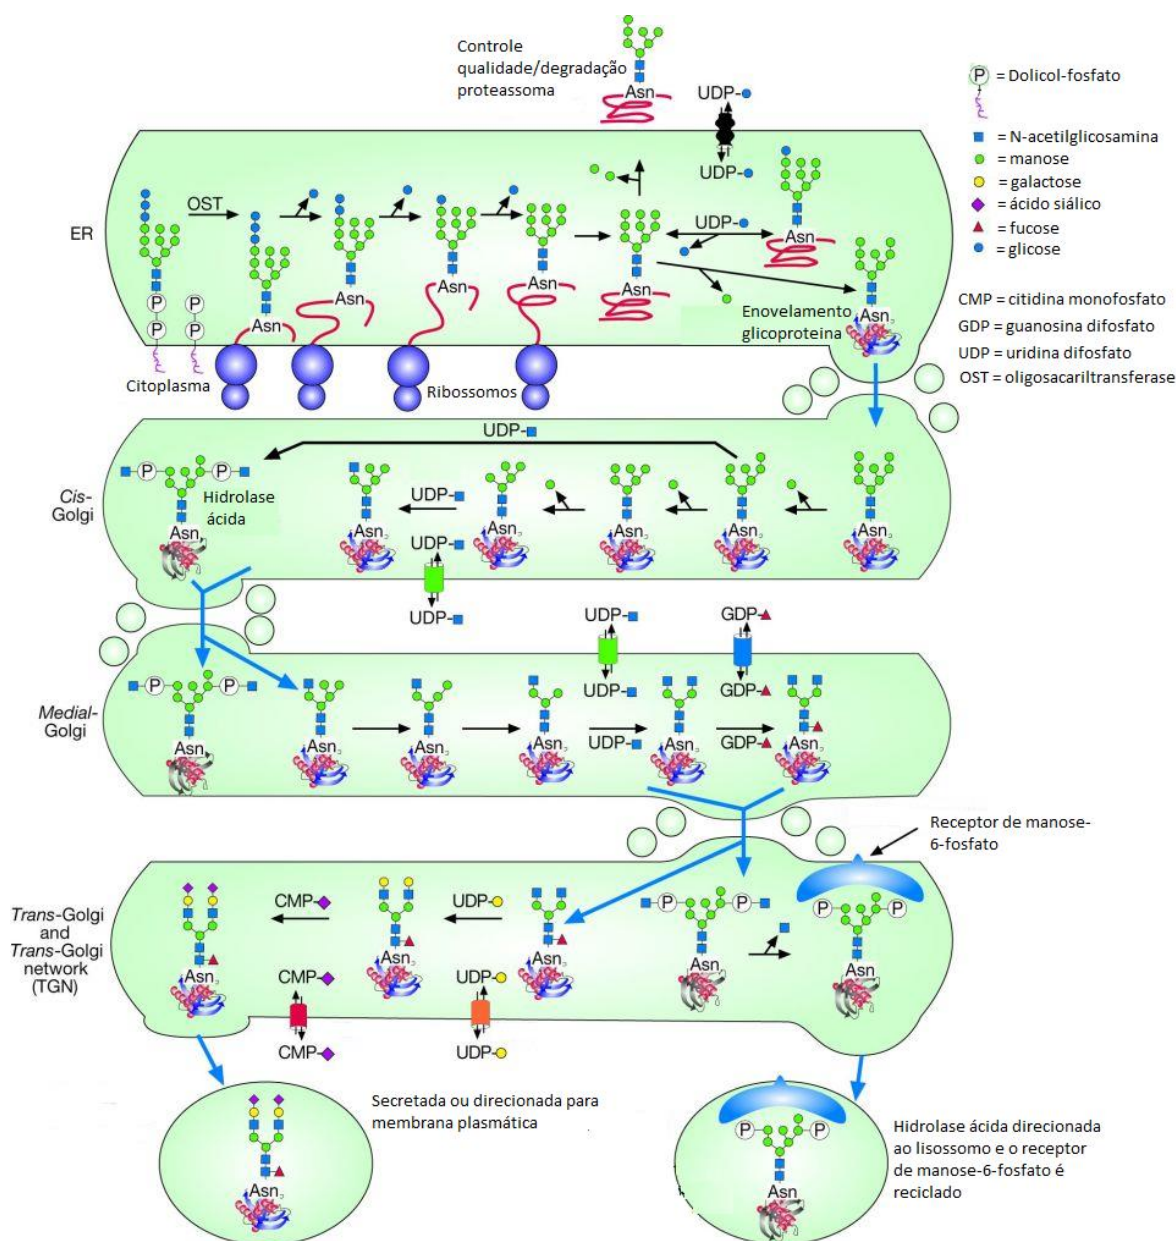 Controle
qualidade/degradação
proteassoma
Asn
UDP-
UDP-
P
= Dolicol-fosfato
= N-acetilglicosamina
= manose
= galactose
= ácido siálico
= fucose
= glicose
CMP = citidina monofosfato
GDP = guanosina difosfato
UDP = uridina difosfato
OST = oligosacariltransferase
ER
OST
UDP-
P
P
P
P
Asn
Asn
Asn
Asn
Asn
Asn
Asn
Enovelamento
glicoproteina
Citoplasma
Ribossomos
UDP-
Cis-
Golgi
P
P
Hidrolase
ácida
UDP-
UDP-
UDP-
Asn
Asn
Asn
Asn
Asn
Asn
UDP-
GDP-
UDP-
GDP-
Medial-
Golgi
P
P
UDP-
GDP-
Asn
Asn
Asn
Asn
Asn
Asn
Receptor de manose-
6-fosfato
Trans-Golgi
and
Trans-Golgi
network
(TGN)
CMP-
UDP-
P
P
P
P
Asn
Asn
Asn
Asn
Asn
CMP-
UDP-
CMP-
UDP-
Secretada ou direcionada para
membrana plasmática
Asn
P
P
Asn
Hidrolase ácida direcionada
ao lisossomo e o receptor
de manose-6-fosfato é
reciclado